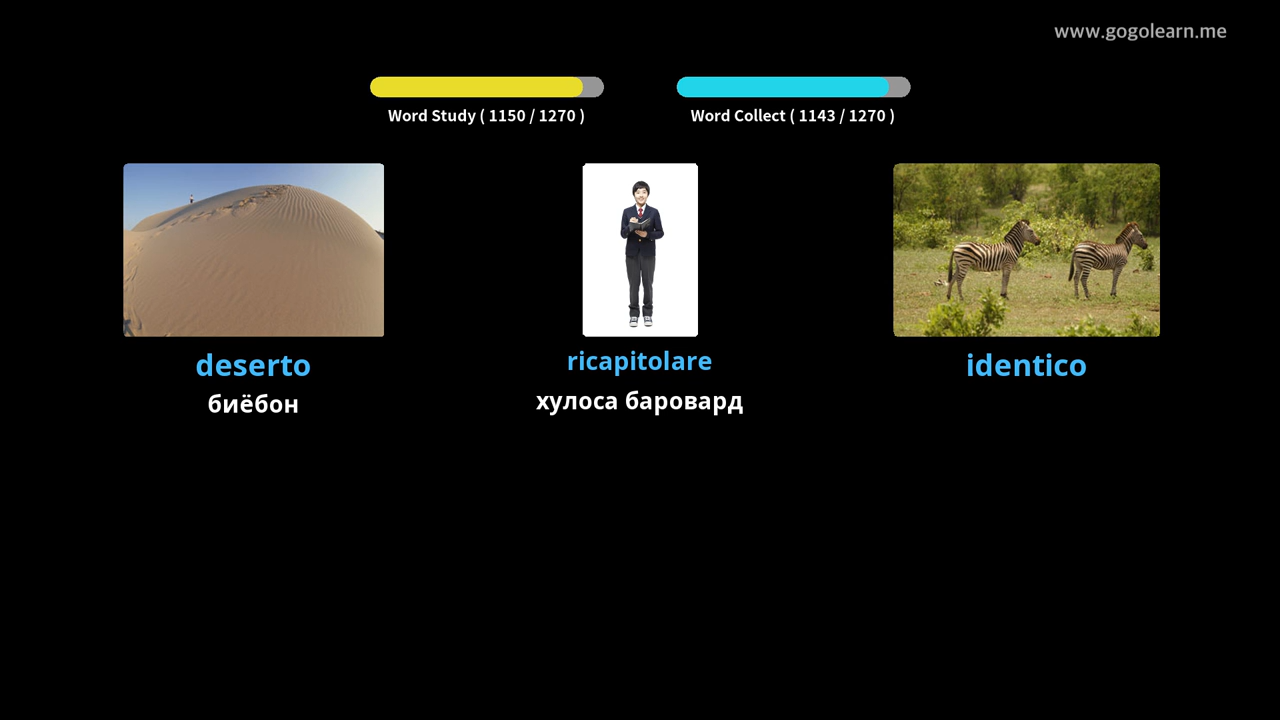 www.gogolearn.me
Word Study ( 1150 / 1270 )
Word Collect ( 1143 / 1270 )
deserto
биёбон
ricapitolare
хулоса баровард
identico